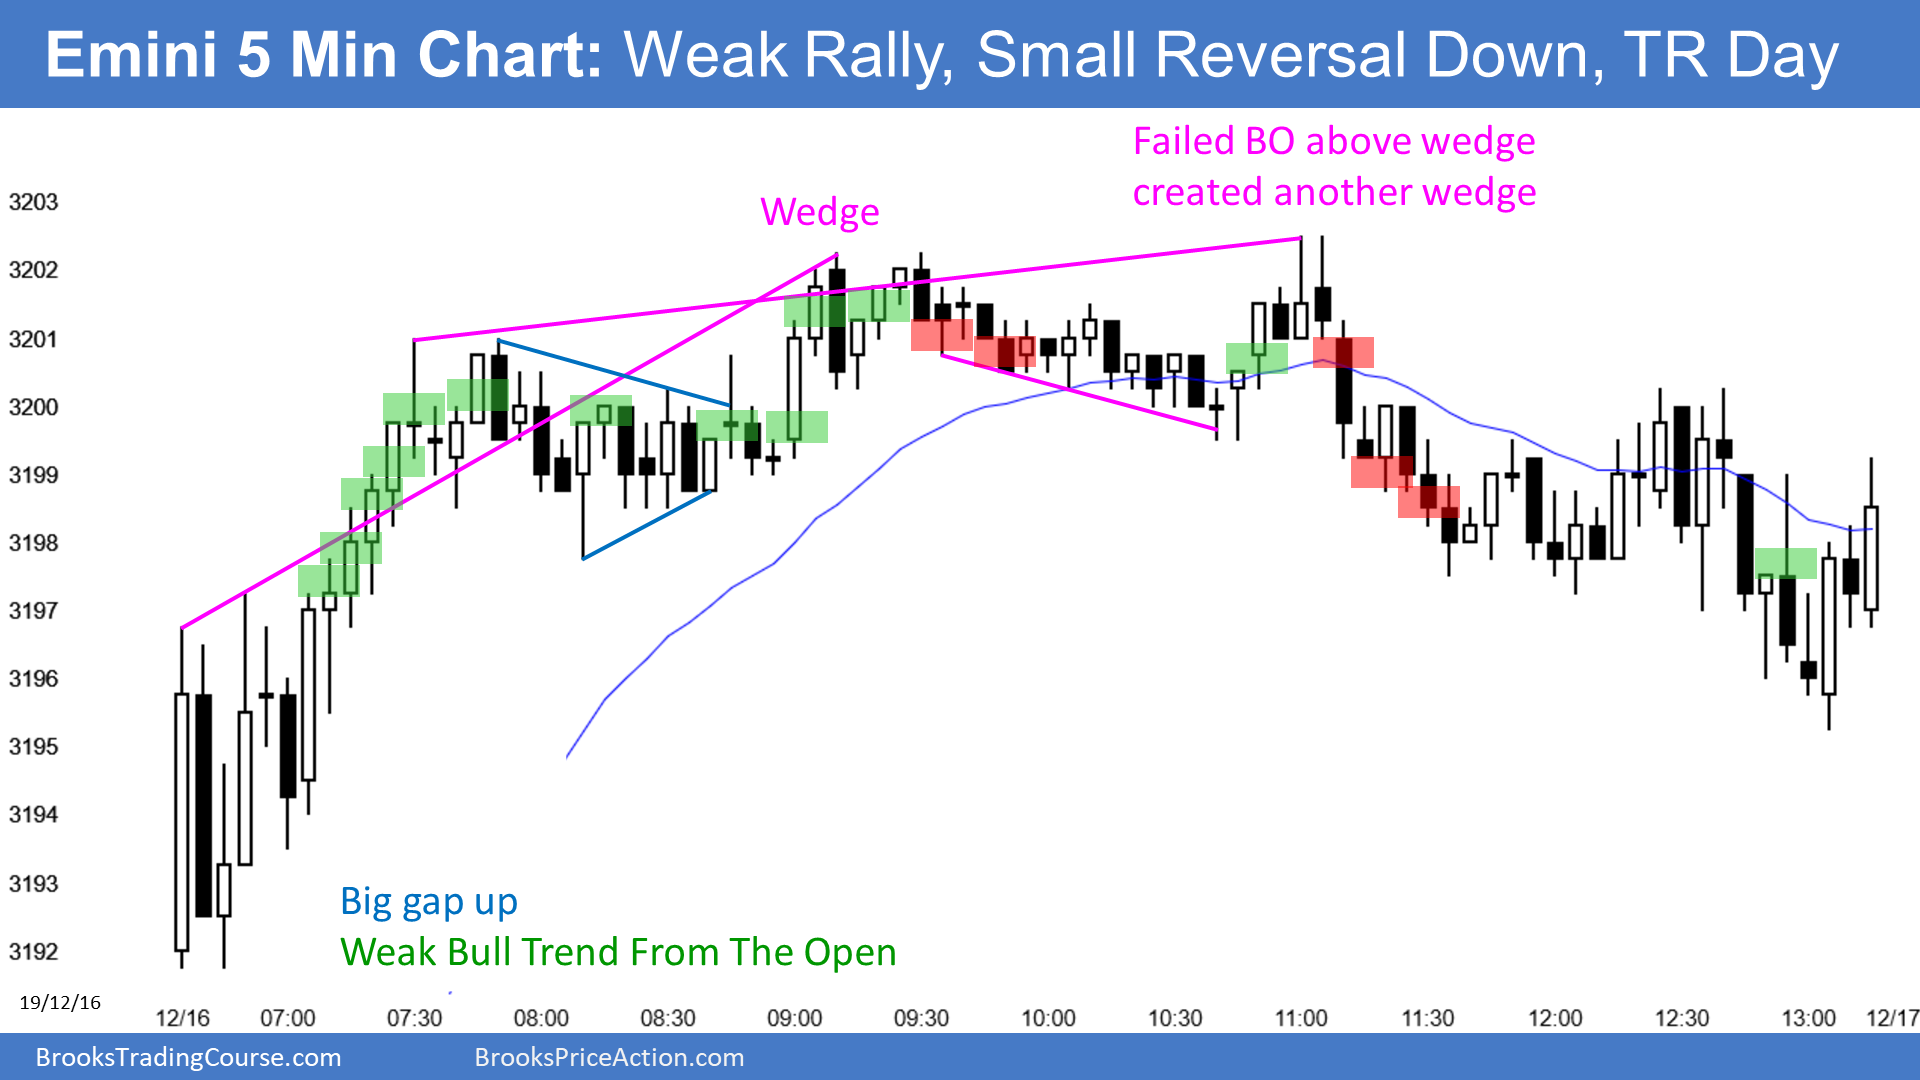 Emini 5 Min Chart: Weak Rally, Small Reversal Down, TR Day
Failed BO above wedge
created another wedge
Wedge
3203
3202
3201
3200
3199
3198
3197
3196
3195
3194
3193
3192
Big gap up
Weak Bull Trend From The Open
19/12/16
12/16 07:00 07:30 08:00 08:30 09:00 09:30 10:00 10:30 11:00 11:30 12:00 12:30 13:00 12/17
BrooksTradingCourse.com BrooksPriceAction.com